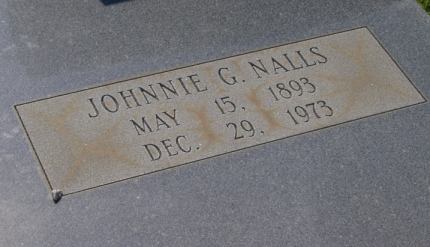 JOHNNIE G. NALLS
MAY 15, 1893
DEC. 29, 1973